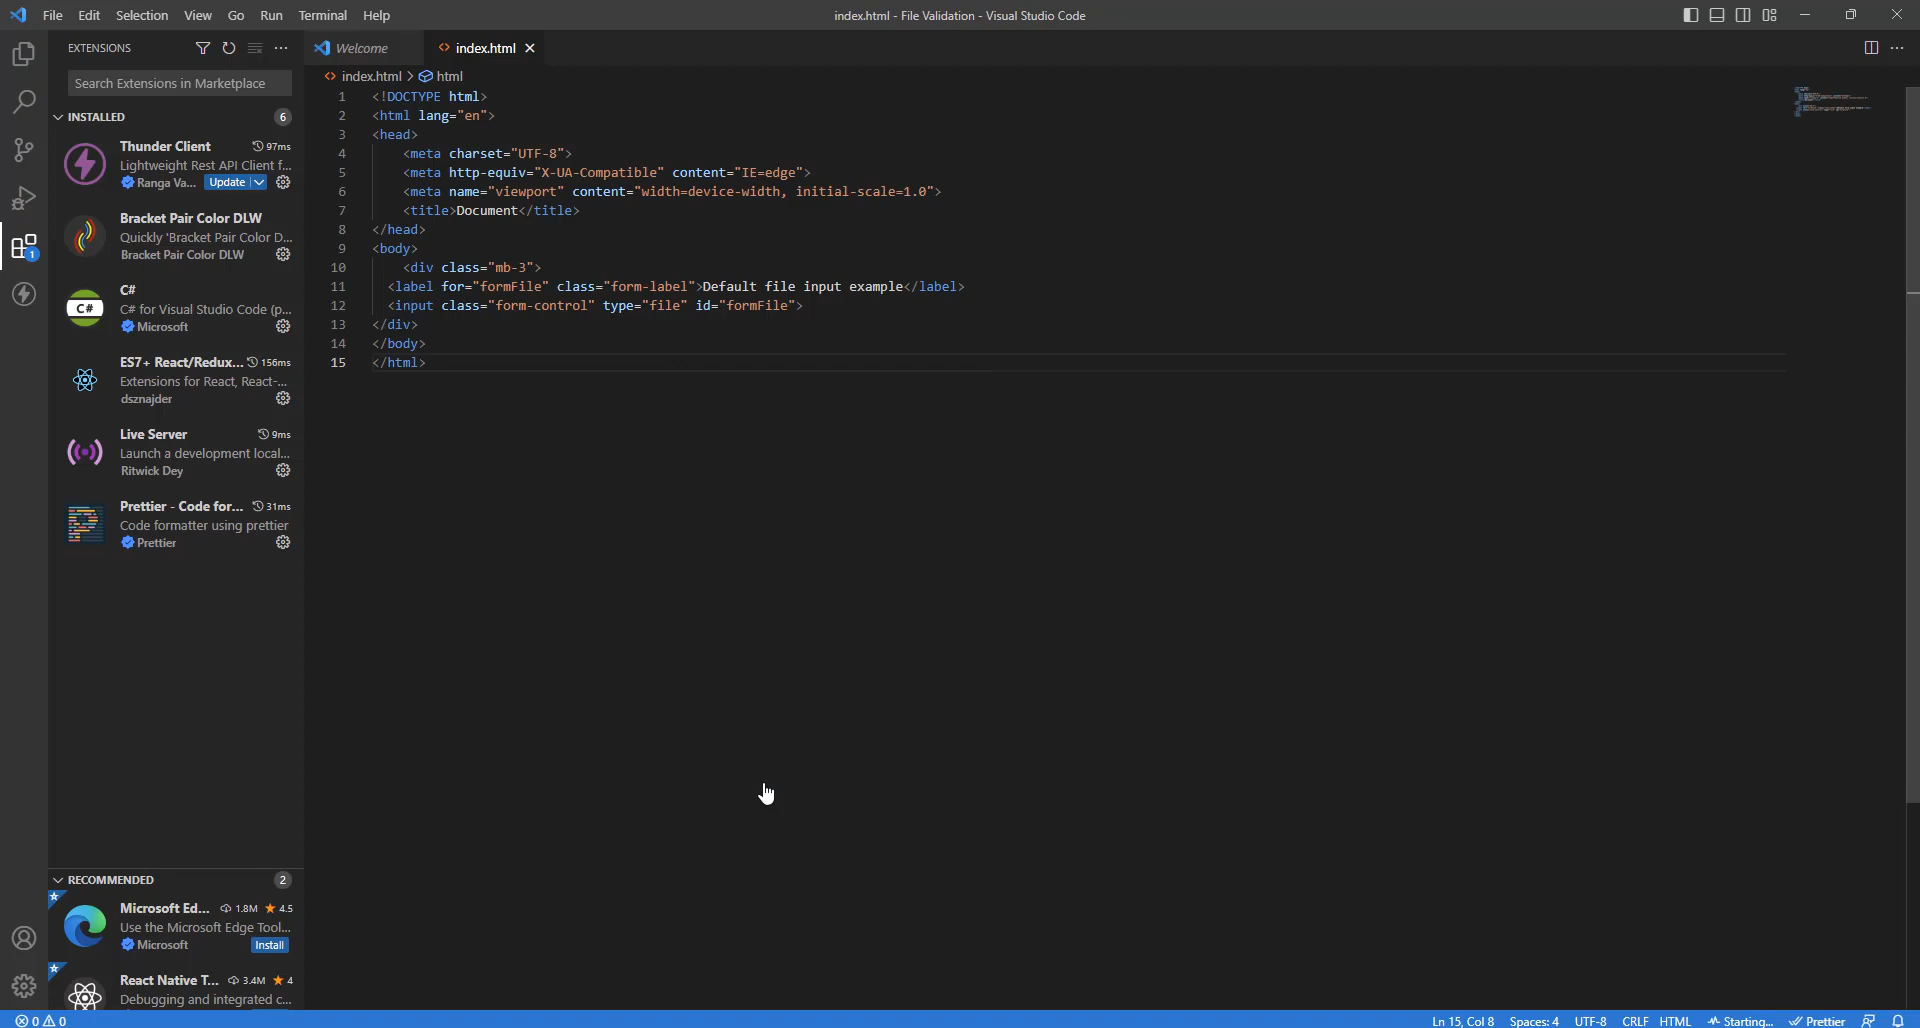 File Edit Selection View Go Run Terminal Help
index.html - File Validation - Visual Studio Code
EXTENSIONS
Search Extensions in Marketplace
INSTALLED 6
Thunder Client 97ms
Lightweight Rest API Client f...
Ranga Va... Update
Bracket Pair Color DLW
Quickly 'Bracket Pair Color D...
Bracket Pair Color DLW
1
C#
C#
C# for Visual Studio Code (p...
Microsoft
ES7+ React/Redux... 156ms
Extensions for React, React-...
dsznajder
Live Server 9ms
Launch a development local...
Ritwick Dey
Prettier - Code for... 31ms
Code formatter using prettier
Prettier
RECOMMENDED 2
Microsoft Ed... 1.8M 4.5
Use the Microsoft Edge Tool...
Microsoft Install
React Native T... 3.4M 4
Debugging and integrated c...
Welcome index.html
index.html > html
1 <!DOCTYPE html>
2 <html lang="en">
3 <head>
4 <meta charset="UTF-8">
5 <meta http-equiv="X-UA-Compatible" content="IE=edge">
6 <meta name="viewport" content="width=device-width, initial-scale=1.0">
7 <title>Document</title>
8 </head>
9 <body>
10 <div class="mb-3">
11 <label for="formFile" class="form-label">Default file input example</label>
12 <input class="form-control" type="file" id="formFile">
13 </div>
14 </body>
15 </html>
0 0 Ln 15, Col 8 Spaces: 4 UTF-8 CRLF HTML Starting... Prettier